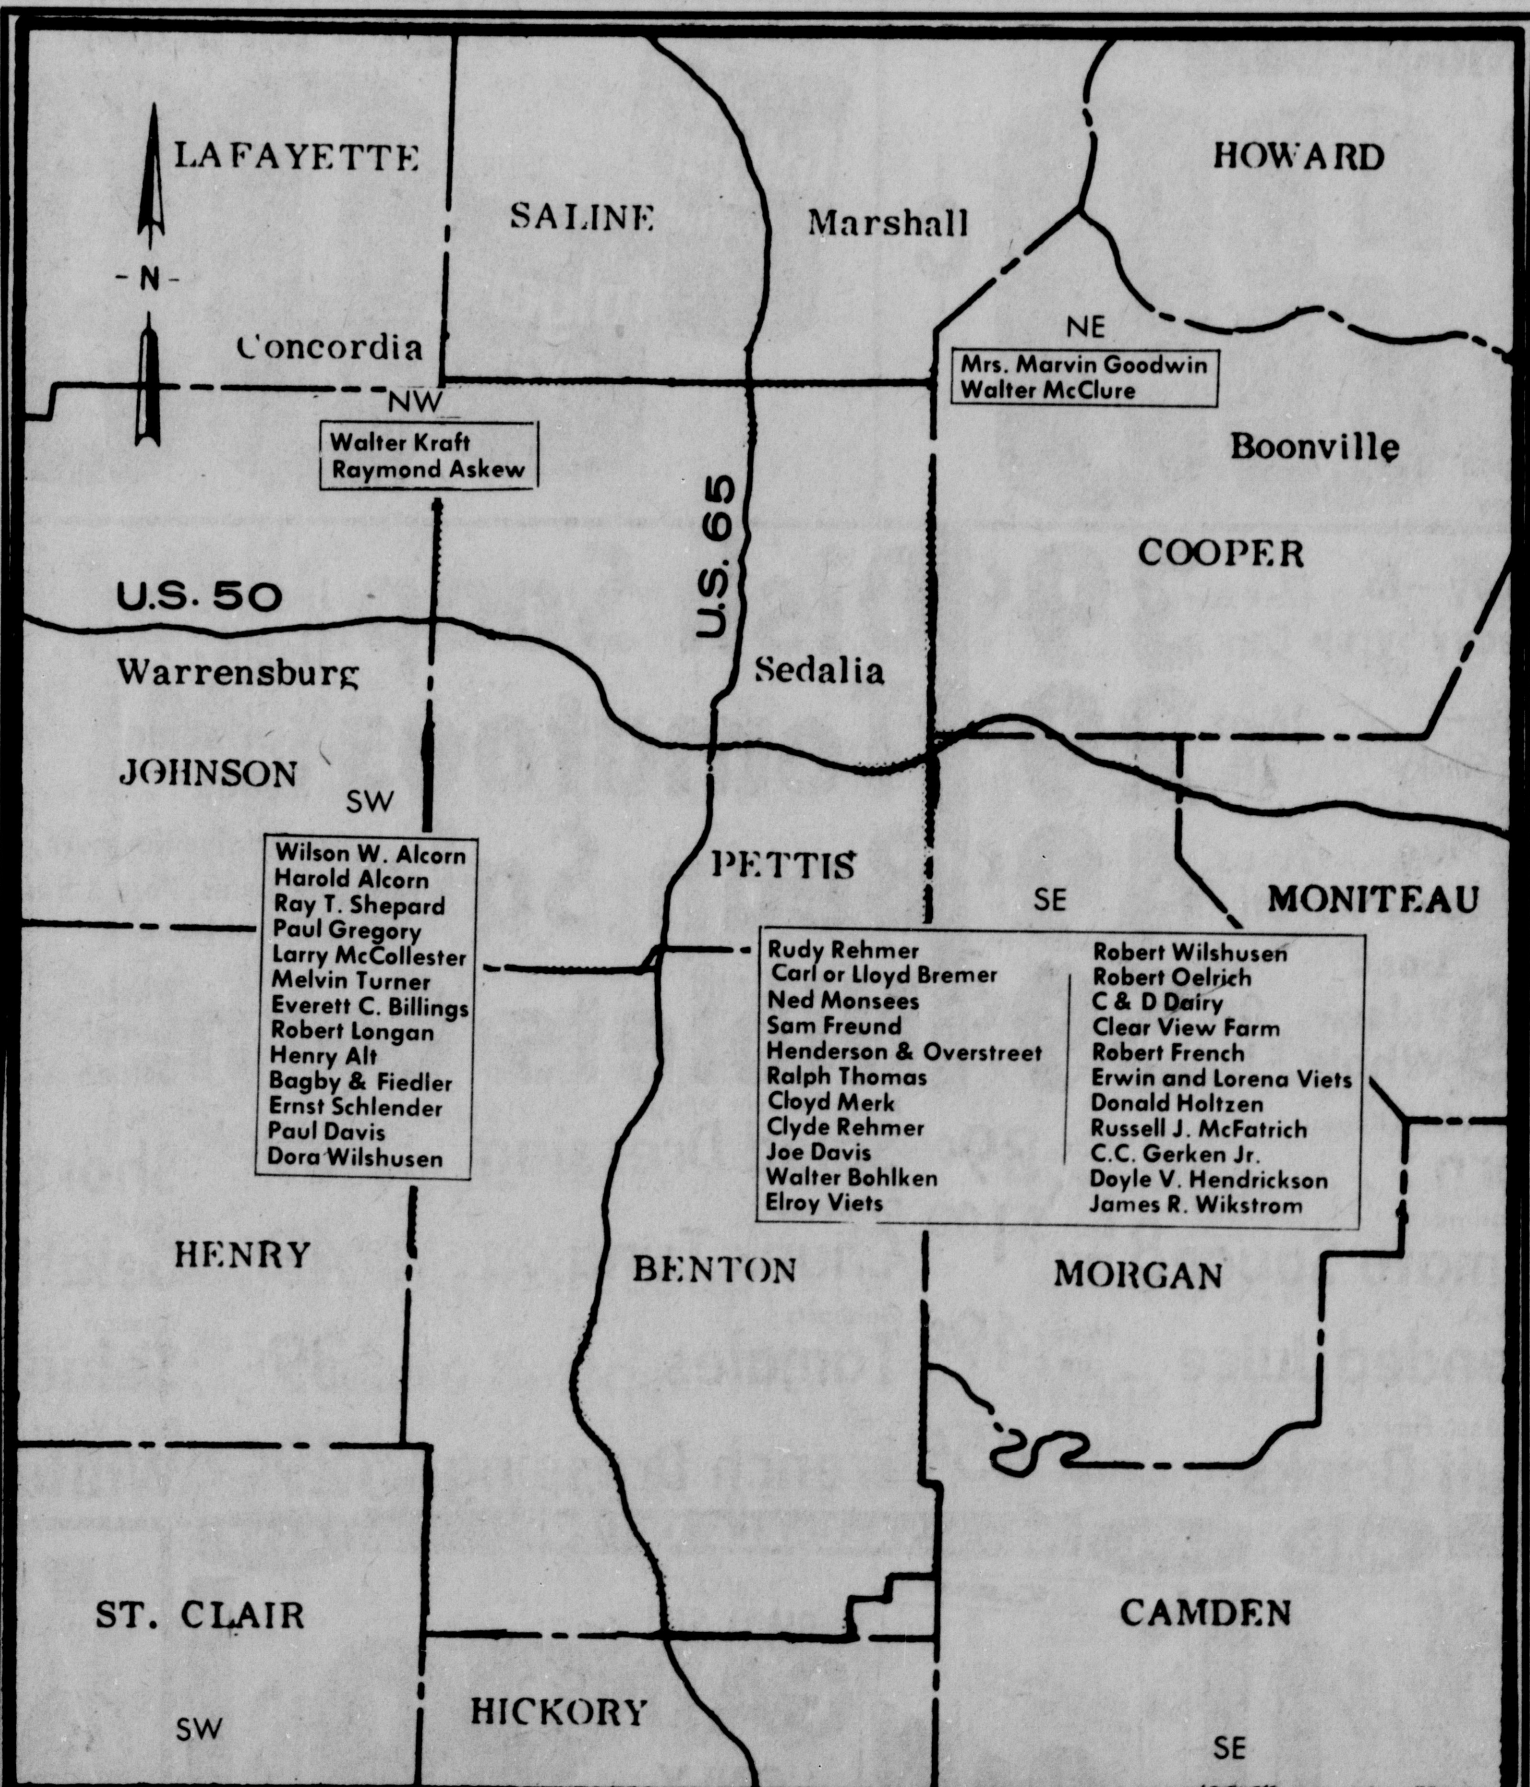 LAFAYETTE
HOWARD
SALINE
Marshall
- N -
NE
Concordia
Mrs. Marvin Goodwin
Walter McClure
NW
Walter Kraft
Raymond Askew
Boonville
U.S. 65
COOPER
U.S. 50
Warrensburg
Sedalia
JOHNSON
SW
PETTIS
SE
MONITEAU
Wilson W. Alcorn
Harold Alcorn
Ray T. Shepard
Paul Gregory
Larry McCollester
Melvin Turner
Everett C. Billings
Robert Longan
Henry Alt
Bagby & Fiedler
Ernst Schlender
Paul Davis
Dora Wilshusen
Rudy Rehmer
Carl or Lloyd Bremer
Ned Monsees
Sam Freund
Henderson & Overstreet
Ralph Thomas
Cloyd Merk
Clyde Rehmer
Joe Davis
Walter Bohlken
Elroy Viets
Robert Wilshusen
Robert Oelrich
C & D Dairy
Clear View Farm
Robert French
Erwin and Lorena Viets
Donald Holtzen
Russell J. McFatrich
C.C. Gerken Jr.
Doyle V. Hendrickson
James R. Wikstrom
HENRY
BENTON
MORGAN
ST. CLAIR
CAMDEN
HICKORY
SW
SE